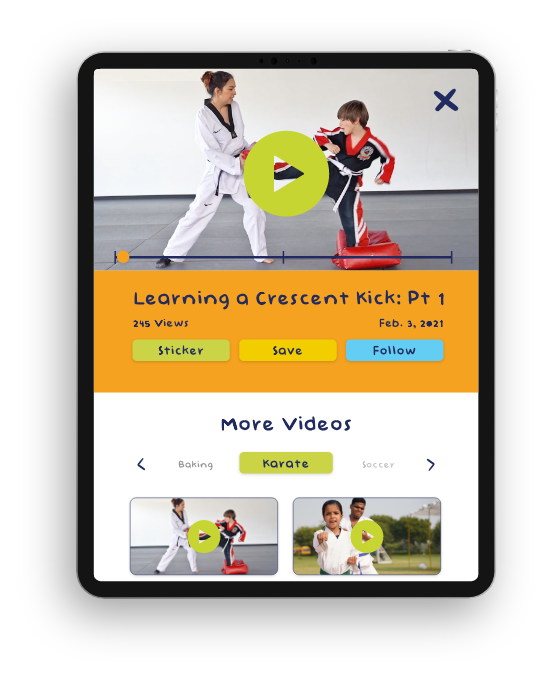 Learning a Crescent Kick: Pt 1
245 Views Feb. 3, 2021
Sticker Save Follow
More Videos
Baking Karate Soccer